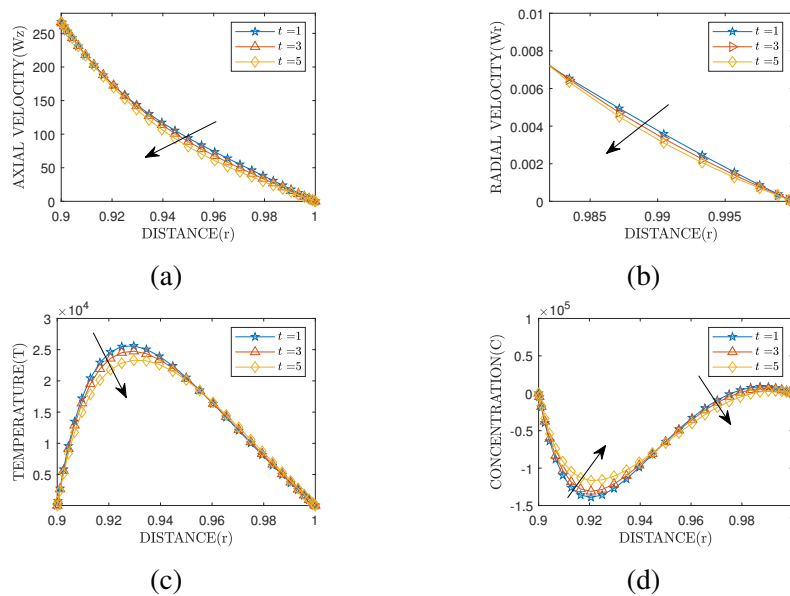 AXIAL VELOCITY(Wz)
250
200
150
100
50
0
0.9 0.92 0.94 0.96 0.98 1
DISTANCE(r)
t =1
t =3
t =5
(a)
RADIAL VELOCITY(Wr)
0.01
0.008
0.006
0.004
0.002
0
0.985 0.99 0.995
DISTANCE(r)
t =1
t =3
t =5
(b)
×10⁴
TEMPERATURE(T)
3
2.5
2
1.5
1
0.5
0.9 0.92 0.94 0.96 0.98 1
DISTANCE(r)
t =1
t =3
t =5
(c)
×10⁵
CONCENTRATION(C)
1
0.5
0
-0.5
-1
-1.5
0.9 0.92 0.94 0.96 0.98
DISTANCE(r)
t =1
t =3
t =5
(d)